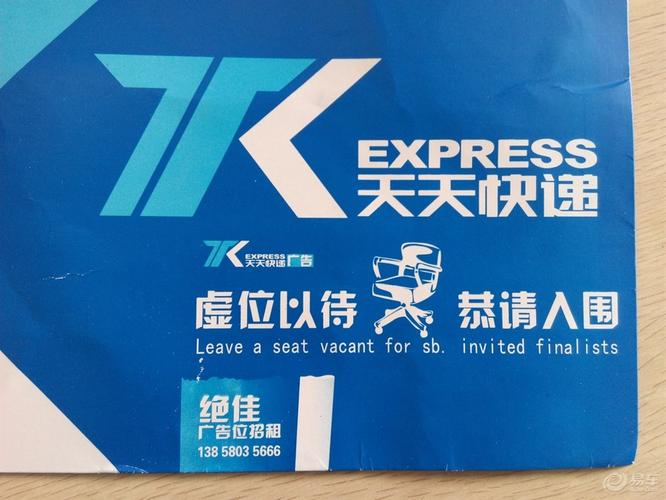 TTK
EXPRESS
天天快递
TTK EXPRESS 天天快递 广告
虚位以待 恭请入围
Leave a seat vacant for sb. invited finalists
绝佳
广告位招租
138 5803 5666
易车